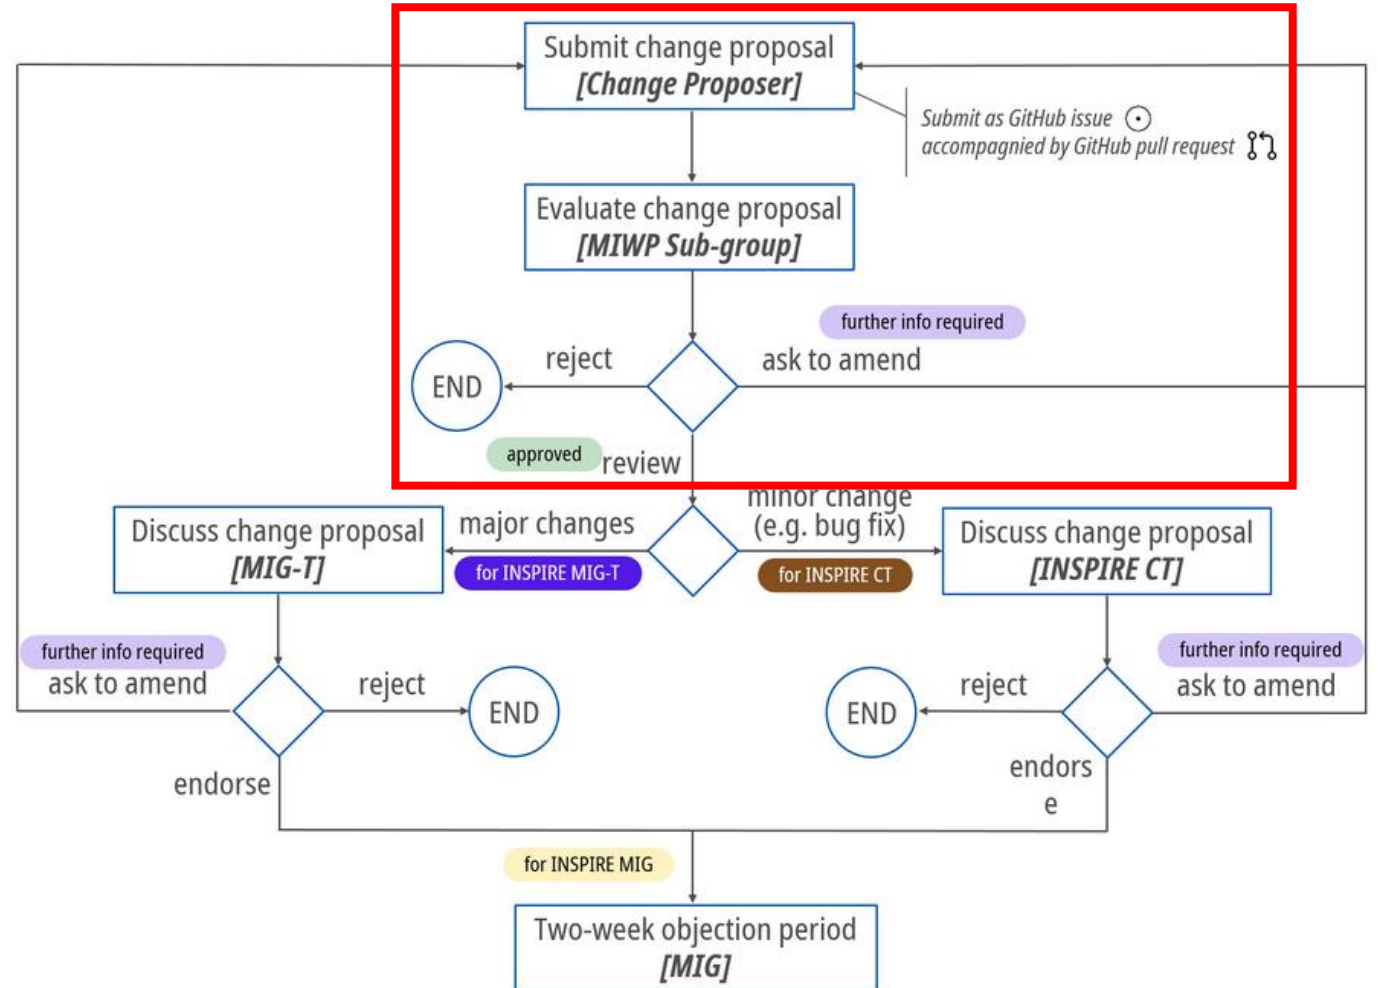 Submit change proposal
[Change Proposer]
Submit as GitHub issue
accompagnied by GitHub pull request
Evaluate change proposal
[MIWP Sub-group]
further info required
reject
ask to amend
END
approved
review
minor change
(e.g. bug fix)
major changes
Discuss change proposal
[MIG-T]
Discuss change proposal
[INSPIRE CT]
for INSPIRE MIG-T
for INSPIRE CT
further info required
ask to amend
reject
END
END
reject
further info required
ask to amend
endorse
endors
e
for INSPIRE MIG
Two-week objection period
[MIG]